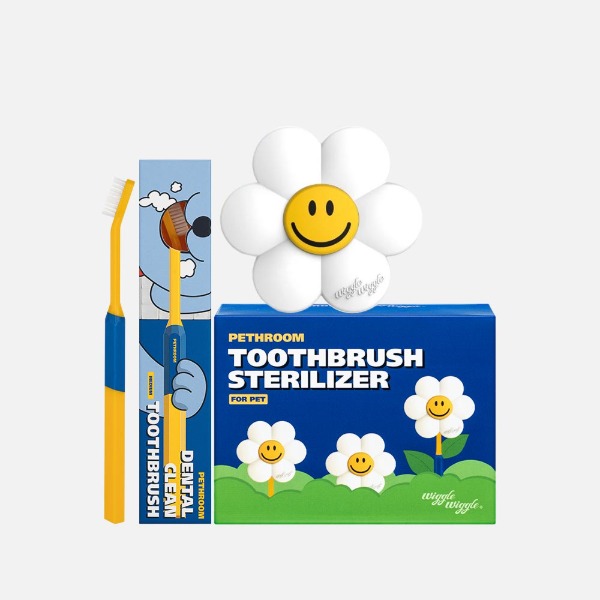 Wiggle
Wiggle
PETHROOM
TOOTHBRUSH
STERILIZER
FOR PET
Wiggle
Wiggle
PETHROOM
PETHROOM
DENTAL
CLEAN
TOOTHBRUSH